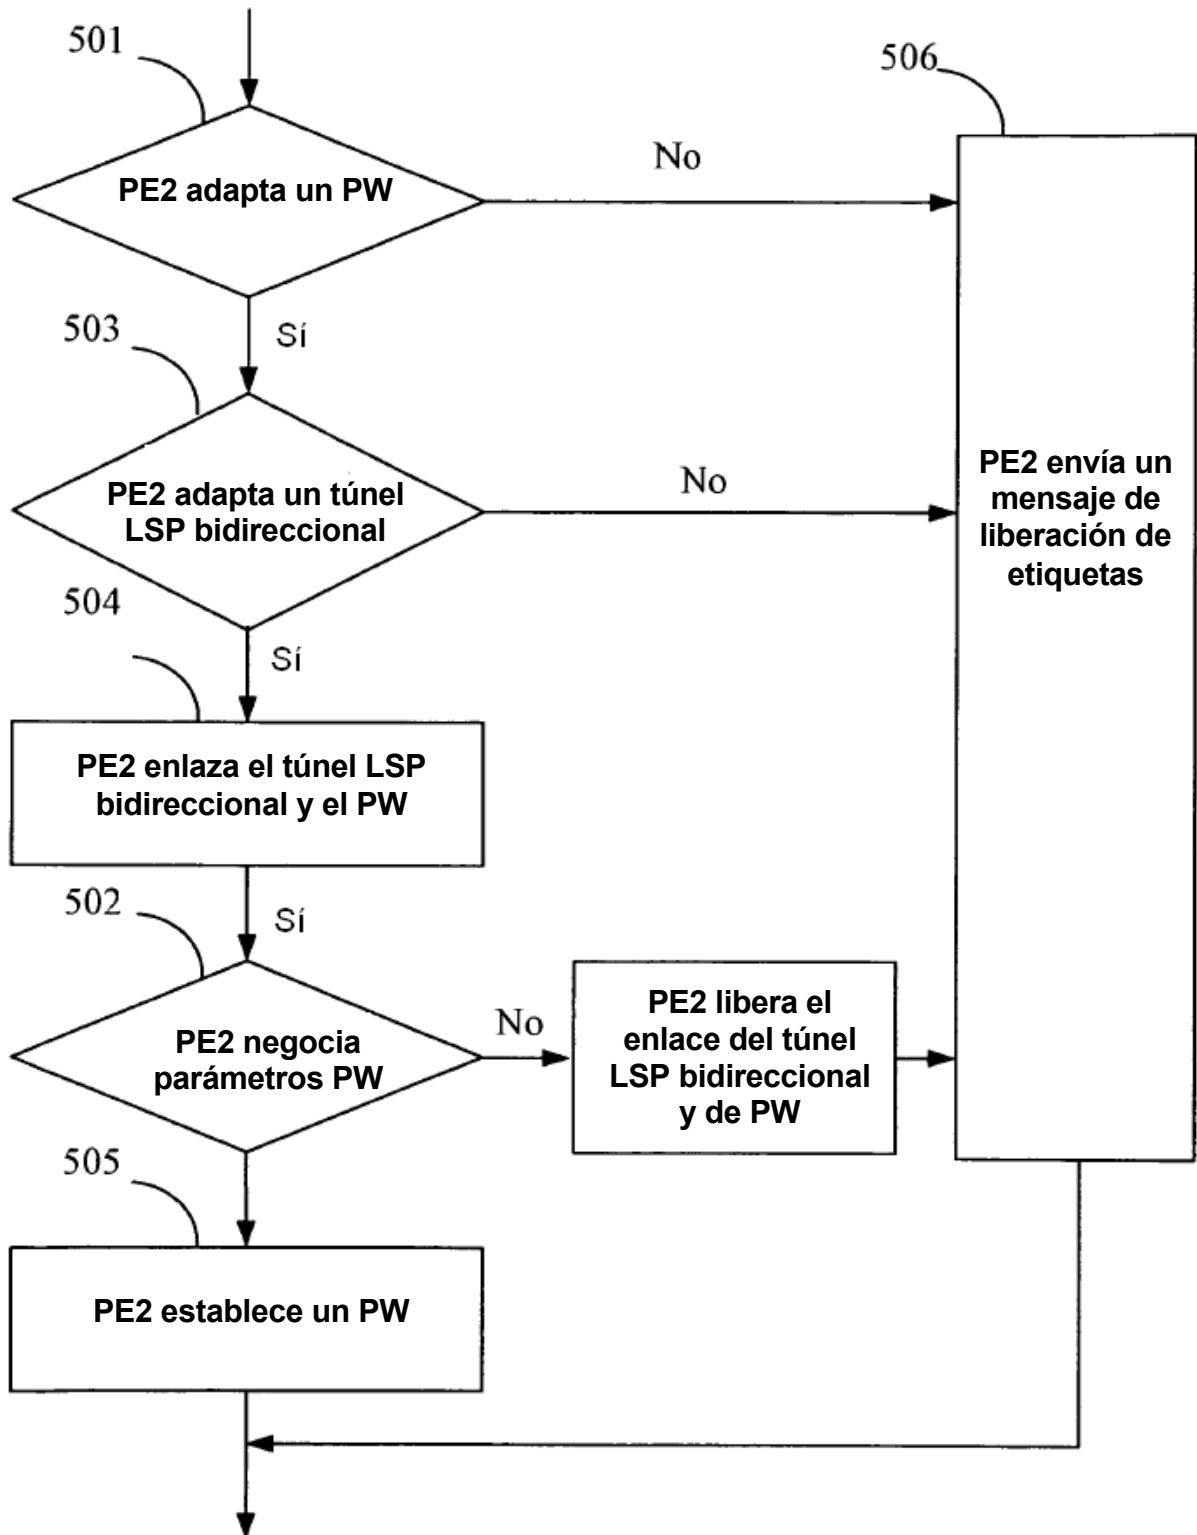 501
506
No
PE2 adapta un PW
Sí
503
No
PE2 adapta un túnel
LSP bidireccional
PE2 envía un
mensaje de
liberación de
etiquetas
504
Sí
PE2 enlaza el túnel LSP
bidireccional y el PW
502
Sí
No
PE2 negocia
parámetros PW
PE2 libera el
enlace del túnel
LSP bidireccional
y de PW
505
PE2 establece un PW